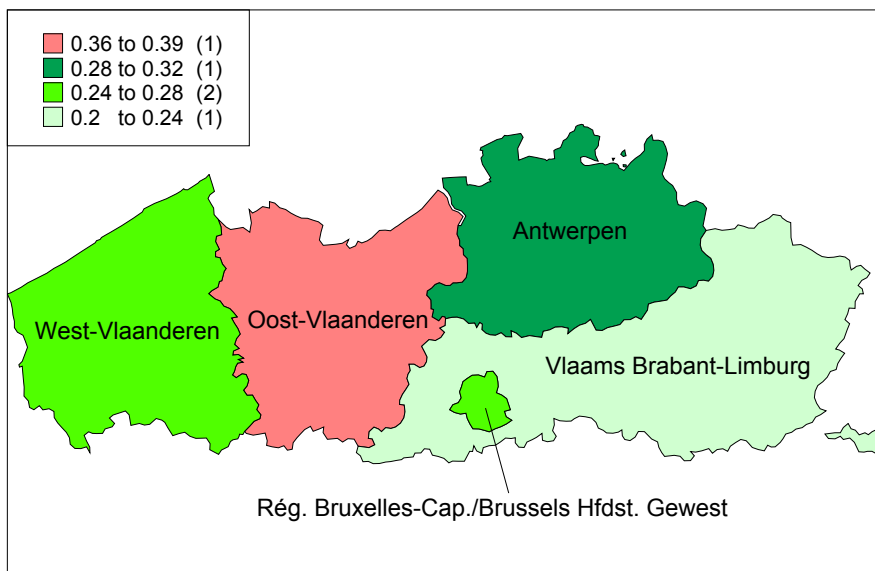 0.36 to 0.39 (1)
0.28 to 0.32 (1)
0.24 to 0.28 (2)
0.2 to 0.24 (1)
Antwerpen
West-Vlaanderen
Oost-Vlaanderen
Vlaams Brabant-Limburg
Rég. Bruxelles-Cap./Brussels Hfdst. Gewest